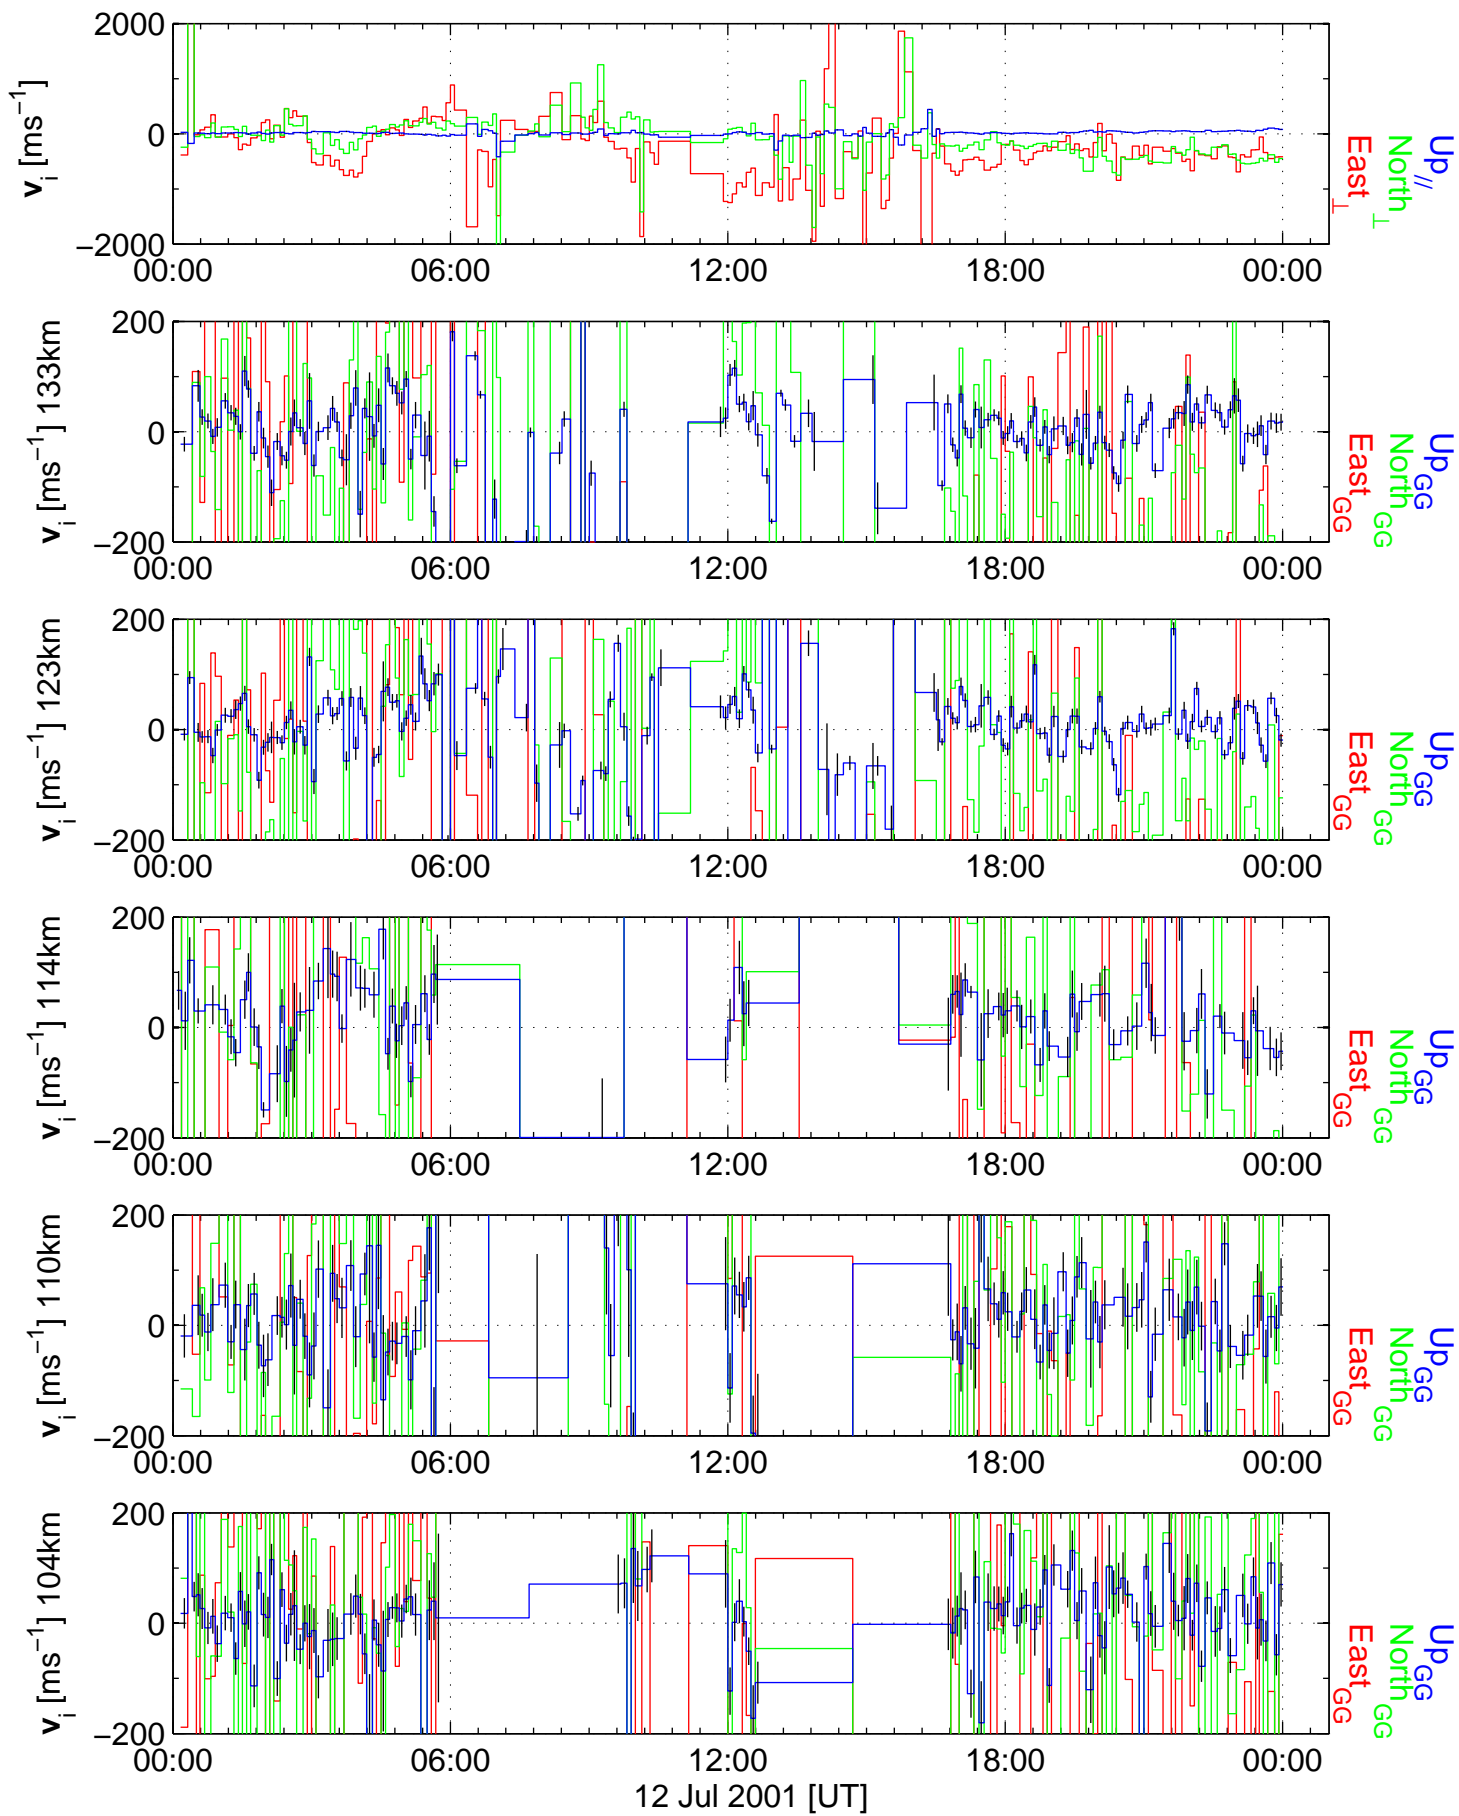 2000
0
−2000
v_i [ms^−1]
00:00 06:00 12:00 18:00 00:00
East_⊥
North_⊥
Up_//
200
0
−200
v_i [ms^−1] 133km
00:00 06:00 12:00 18:00 00:00
East_GG
North_GG
Up_GG
200
0
−200
v_i [ms^−1] 123km
00:00 06:00 12:00 18:00 00:00
East_GG
North_GG
Up_GG
200
0
−200
v_i [ms^−1] 114km
00:00 06:00 12:00 18:00 00:00
East_GG
North_GG
Up_GG
200
0
−200
v_i [ms^−1] 110km
00:00 06:00 12:00 18:00 00:00
East_GG
North_GG
Up_GG
200
0
−200
v_i [ms^−1] 104km
00:00 06:00 12:00 18:00 00:00
East_GG
North_GG
Up_GG
12 Jul 2001 [UT]